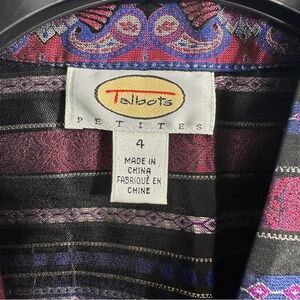 Talbots
PETITES
4
MADE IN
CHINA
FABRIQUÉ EN
CHINE